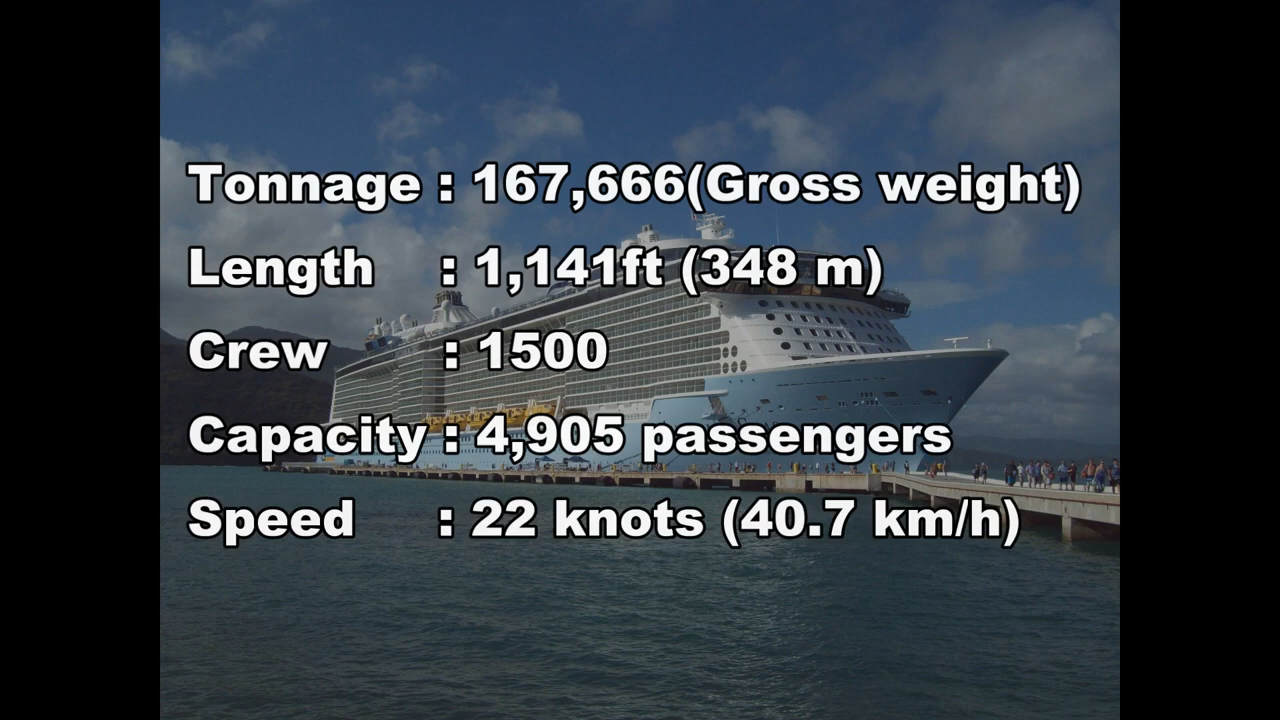 Tonnage : 167,666(Gross weight)
Length : 1,141ft (348 m)
Crew : 1500
Capacity : 4,905 passengers
Speed : 22 knots (40.7 km/h)